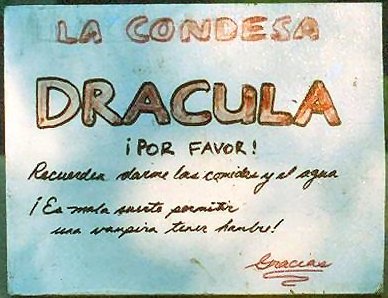 LA CONDESA
DRACULA
¡POR FAVOR!
Recuerden darme las comidas y el agua
¡Es mala suerte permitir
una vampira tener hambre!
Gracias